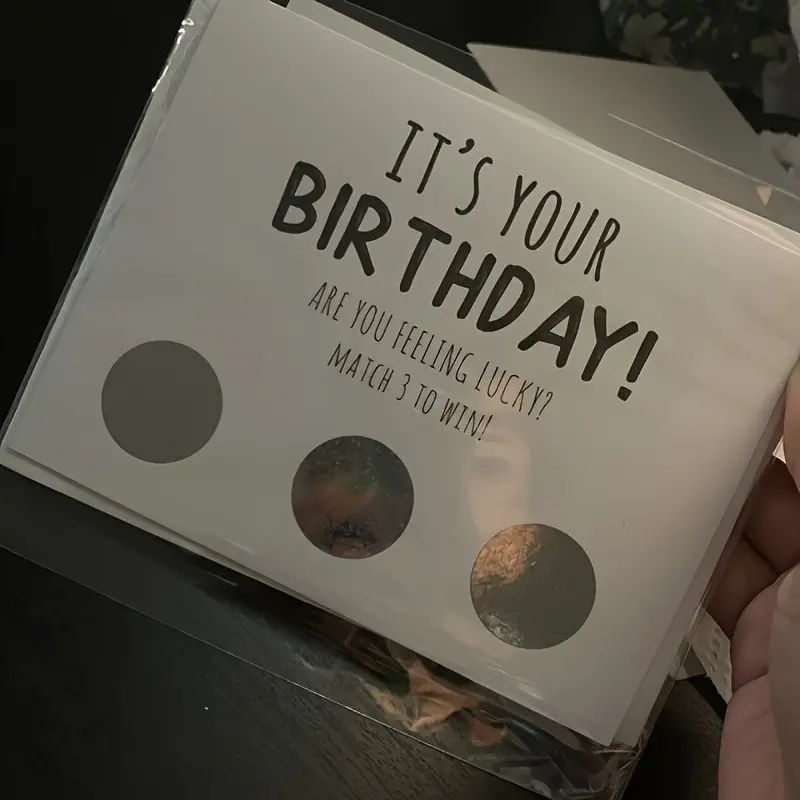 IT'S YOUR
BIRTHDAY!
ARE YOU FEELING LUCKY?
MATCH 3 TO WIN!